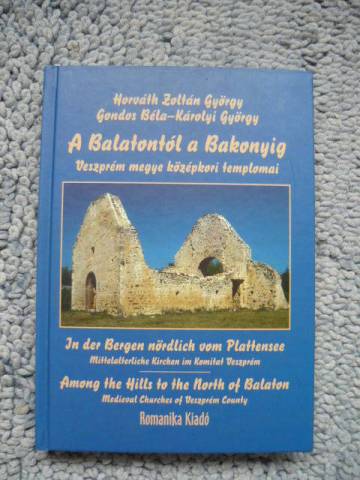 Horváth Zoltán György
Gondos Béla–Károlyi György
A Balatontól a Bakonyig
Veszprém megye középkori templomai
In der Bergen nördlich vom Plattensee
Mittelalterliche Kirchen im Komitat Veszprém
Among the Hills to the North of Balaton
Medieval Churches of Veszprém County
Romanika Kiadó